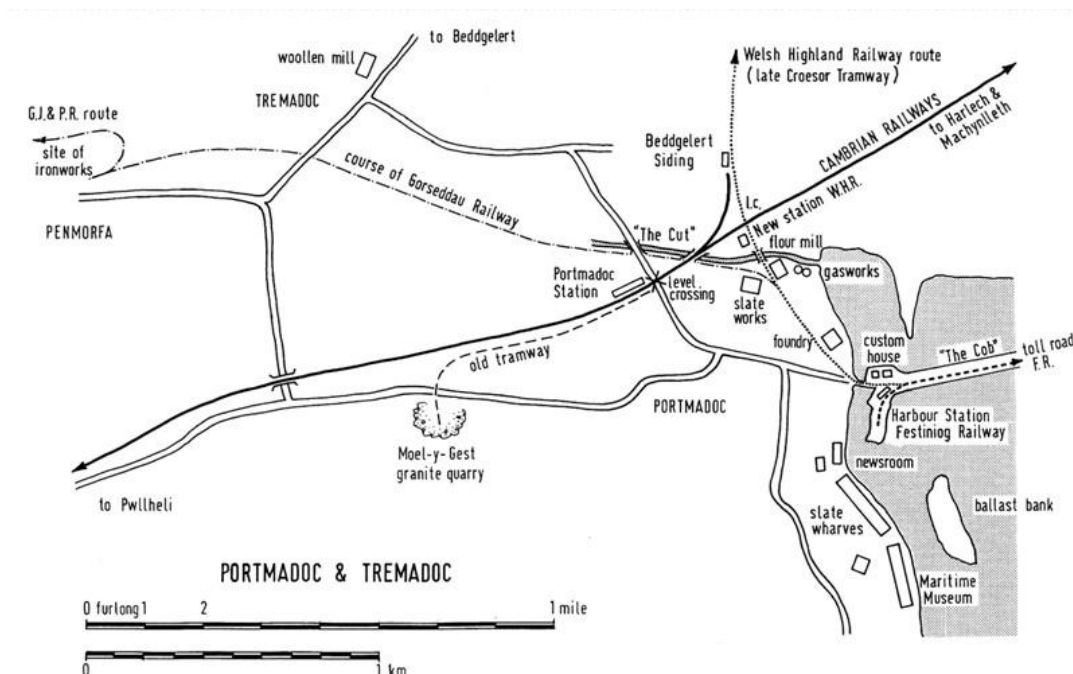 to Beddgelert
woollen mill
TREMADOC
Welsh Highland Railway route
(late Croesor Tramway)
G.J.& P.R. route
site of
ironworks
CAMBRIAN RAILWAYS
to Harlech &
Machynlleth
Beddgelert
Siding
course of Gorseddau Railway
l.c.
New station W.H.R.
PENMORFA
"The Cut"
flour mill
gasworks
Portmadoc
Station
level
crossing
slate
works
old tramway
foundry
custom
house
"The Cob"
toll road
F.R.
PORTMADOC
Harbour Station
Festiniog Railway
Moel-y-Gest
granite quarry
newsroom
to Pwllheli
slate
wharves
ballast bank
Maritime
Museum
PORTMADOC & TREMADOC
0 furlong 1 2 1 mile
0 1 km